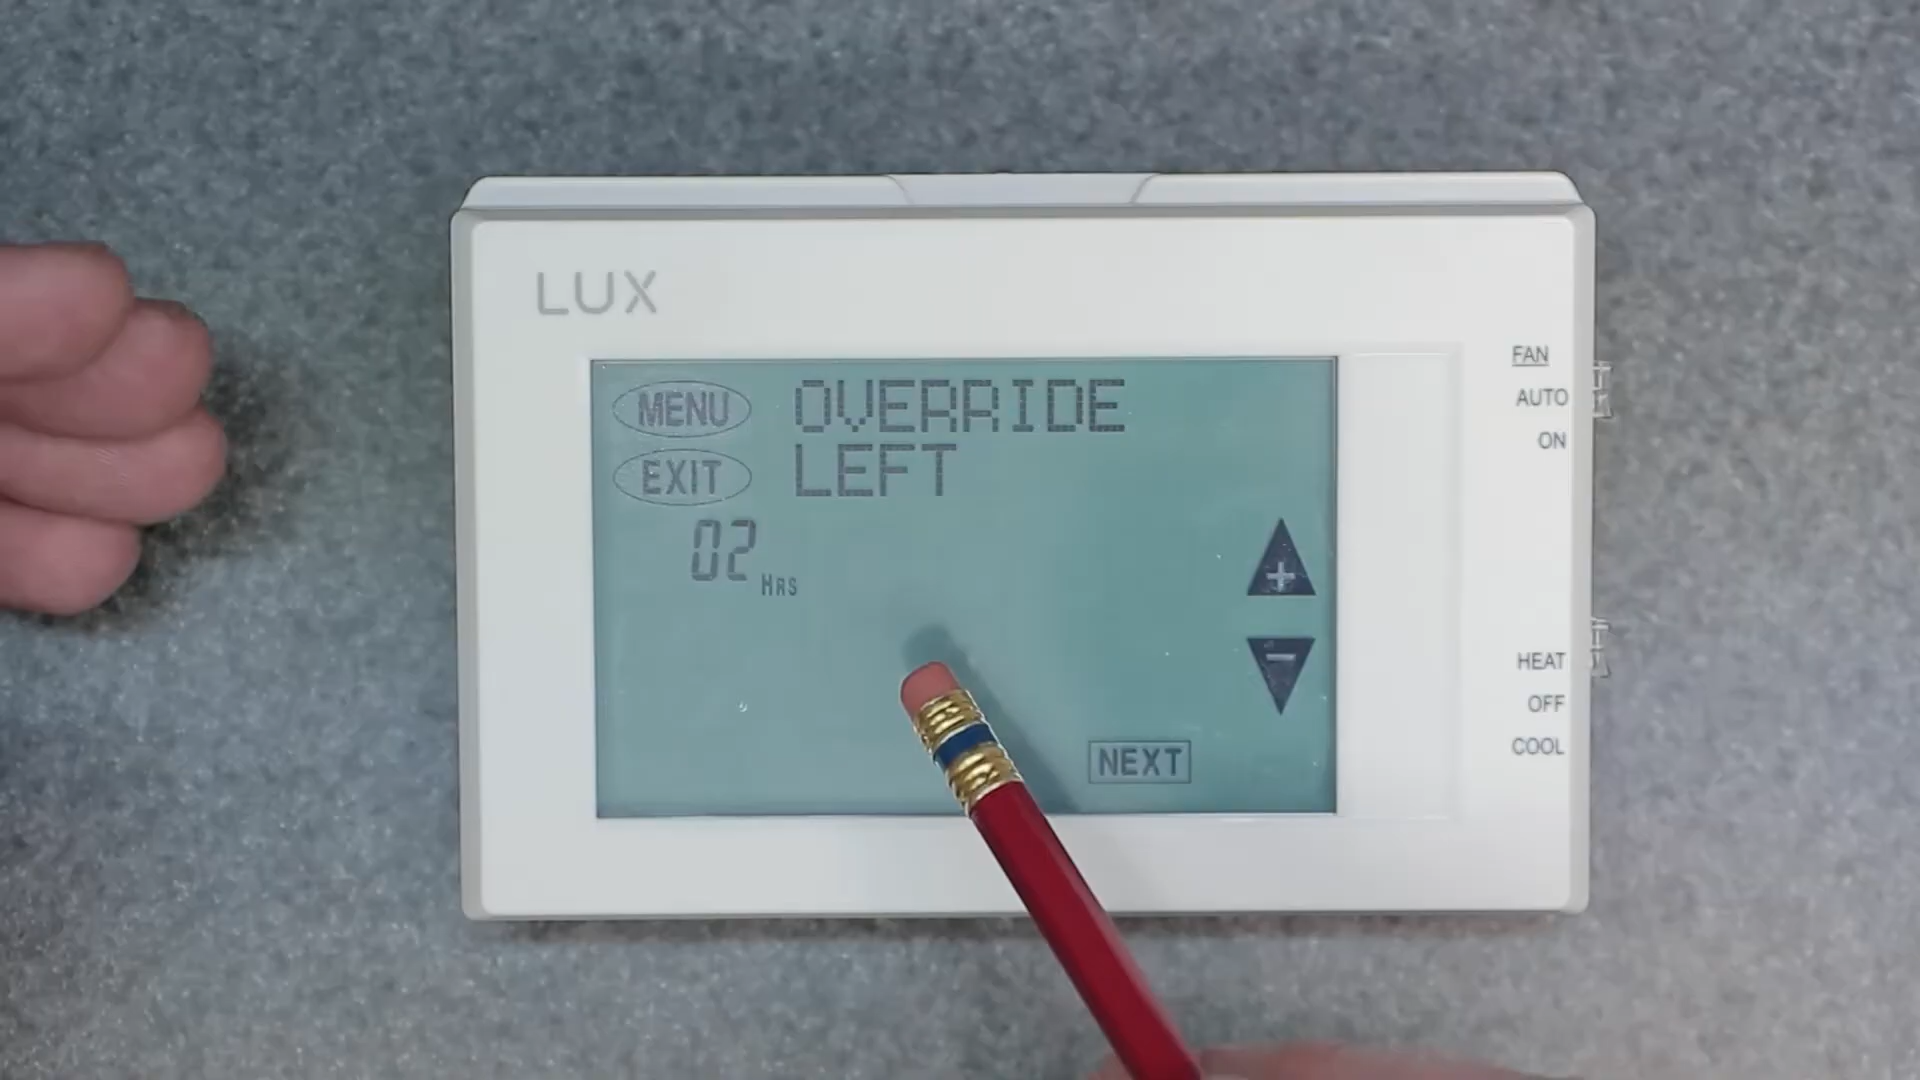 LUX
MENU OVERRIDE
EXIT LEFT
02 HRS
+
-
NEXT
FAN
AUTO
ON
HEAT
OFF
COOL